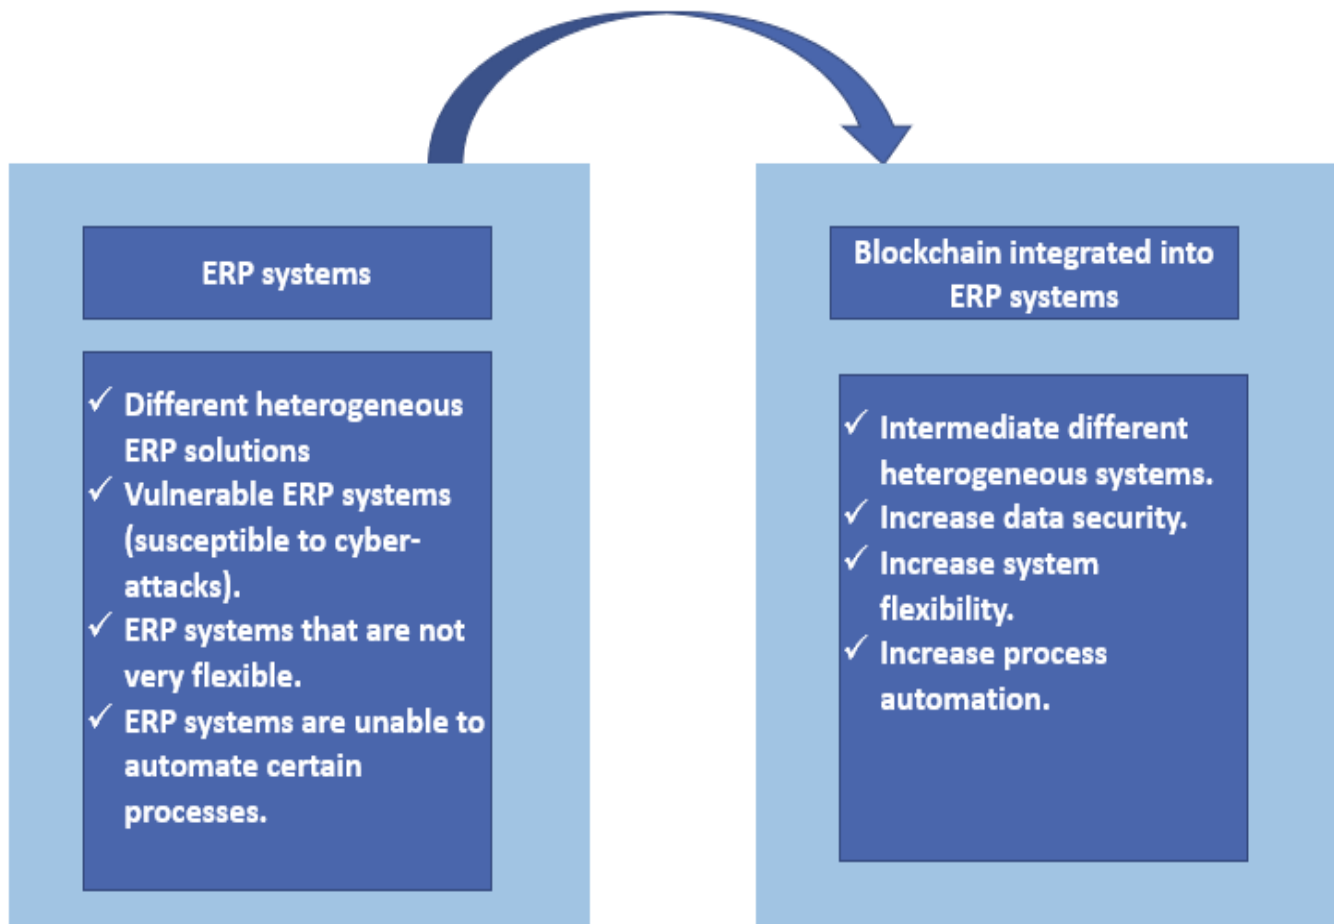 ERP systems
✓ Different heterogeneous
ERP solutions
✓ Vulnerable ERP systems
(susceptible to cyber-
attacks).
✓ ERP systems that are not
very flexible.
✓ ERP systems are unable to
automate certain
processes.
Blockchain integrated into
ERP systems
✓ Intermediate different
heterogeneous systems.
✓ Increase data security.
✓ Increase system
flexibility.
✓ Increase process
automation.